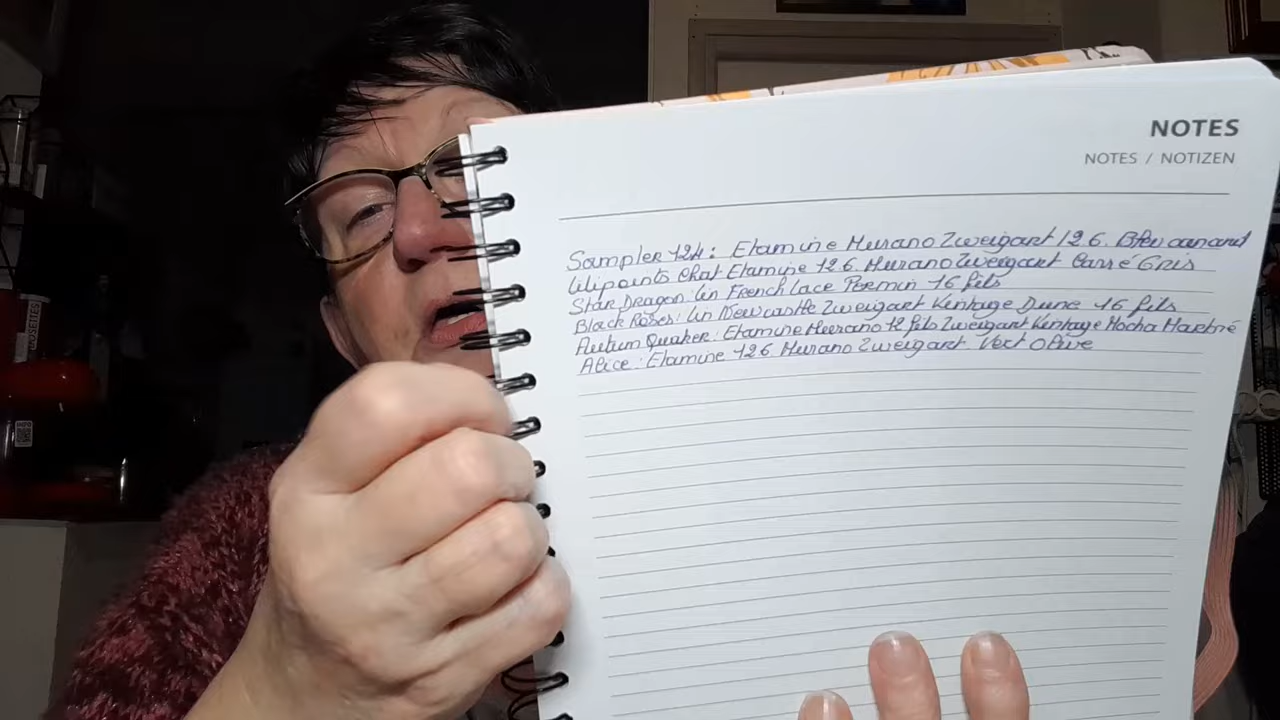 NOTES
NOTES / NOTIZEN
Sampler 124: Etamine Murano Zweigart 12 6. Bleu canard
Lilipoints Chat Etamine 12 6. Murano Zweigart Carré Gris
Star Dragon: Lin French lace Permin 16 fils
Black Roses: Lin Newcastle Zweigart Vintage Dune 16 fils
Autum Quaker: Etamine Murano 12 fils Zweigart Vintage Mocha Marbré
Alice: Etamine 12 6 Murano Zweigart Vert olive